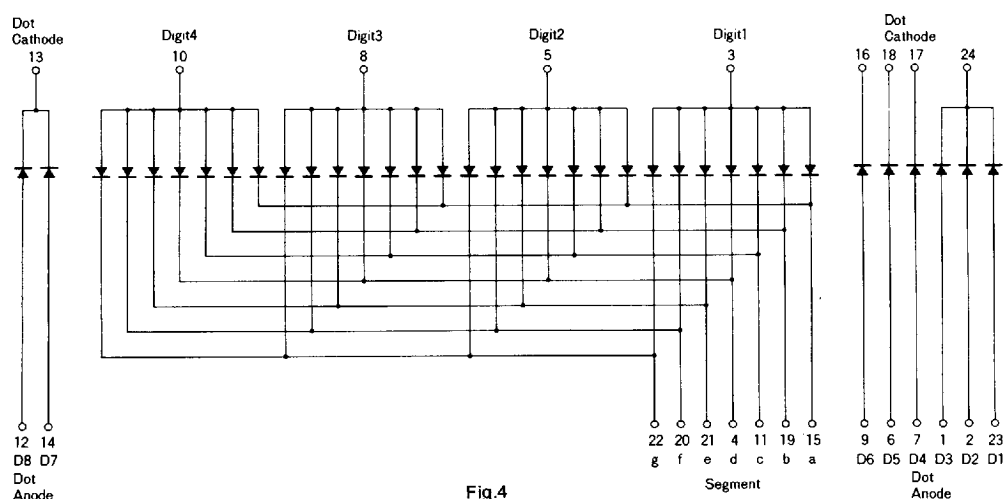 Dot
Cathode
13
Digit4
10
Digit3
8
Digit2
5
Digit1
3
Dot
Cathode
16 18 17 24
12 14
D8 D7
Dot
Anode
22 20 21 4 11 19 15
g f e d c b a
Segment
9 6 7 1 2 23
D6 D5 D4 D3 D2 D1
Dot
Anode
Fig.4